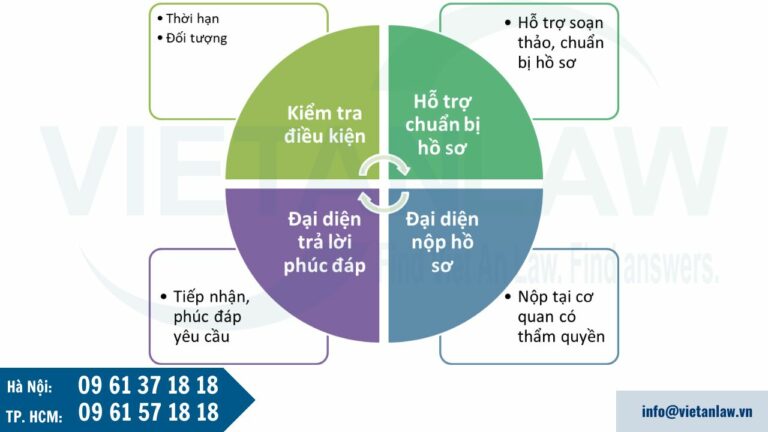 • Thời hạn
• Đối tượng
Kiểm tra
điều kiện
Hỗ trợ
chuẩn bị
hồ sơ
• Hỗ trợ soạn
thảo, chuẩn
bị hồ sơ
Đại diện
trả lời
phúc đáp
Đại diện
nộp hồ
sơ
• Tiếp nhận,
phúc đáp
yêu cầu
• Nộp tại cơ
quan có
thẩm quyền
VIETANLAW
Find Viet An Law. Find answers.
Hà Nội: 09 61 37 18 18
TP. HCM: 09 61 57 18 18
info@vietanlaw.vn